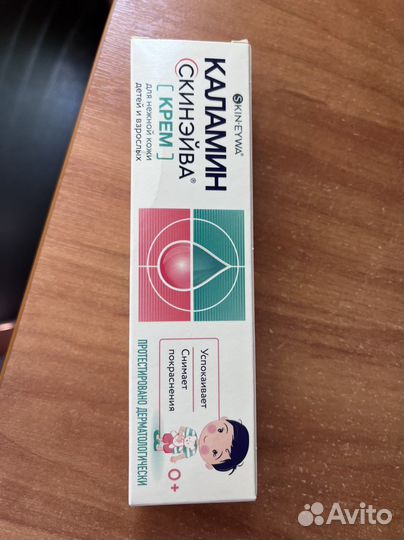 SKIN·EYWA®
КАЛАМИН
СКИНЭЙВА®
[КРЕМ]
для нежной кожи
детей и взрослых
Успокаивает
Снимает
покраснения
0+
ПРОТЕСТИРОВАНО ДЕРМАТОЛОГИЧЕСКИ
Avito